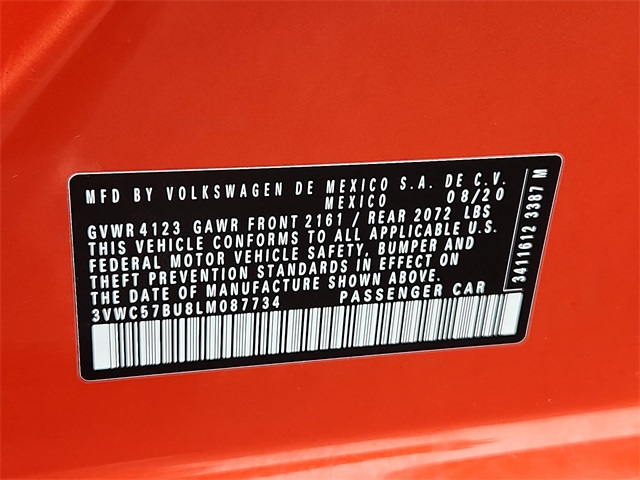 MFD BY VOLKSWAGEN DE MEXICO S.A. DE C.V.
MEXICO 08/20
GVWR 4123 GAWR FRONT 2161 / REAR 2072 LBS
THIS VEHICLE CONFORMS TO ALL APPLICABLE U.S.
FEDERAL MOTOR VEHICLE SAFETY, BUMPER AND
THEFT PREVENTION STANDARDS IN EFFECT ON
THE DATE OF MANUFACTURE SHOWN ABOVE.
3VWC57BU8LM087734 PASSENGER CAR
3411612 3387 M